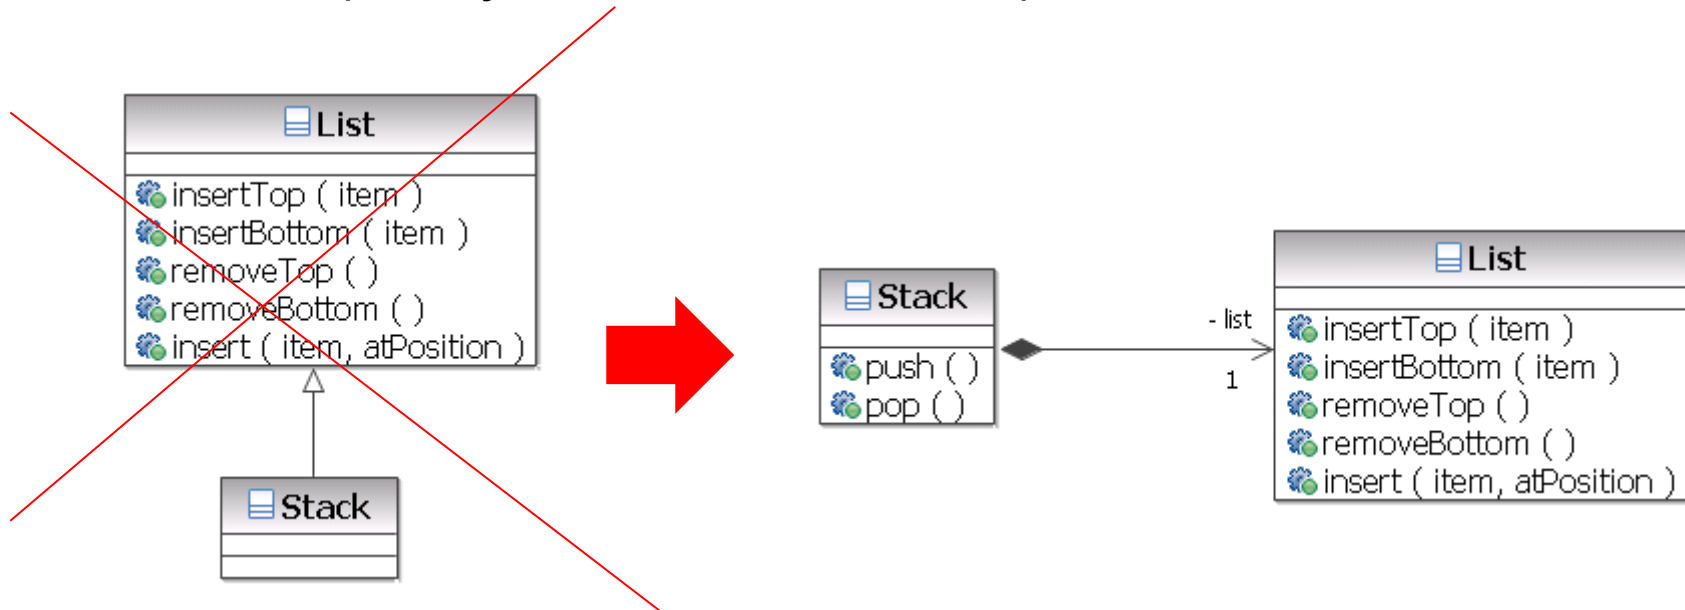 List
insertTop ( item )
insertBottom ( item )
removeTop ( )
removeBottom ( )
insert ( item, atPosition )
Stack
Stack
push ( )
pop ( )
- list
1
List
insertTop ( item )
insertBottom ( item )
removeTop ( )
removeBottom ( )
insert ( item, atPosition )